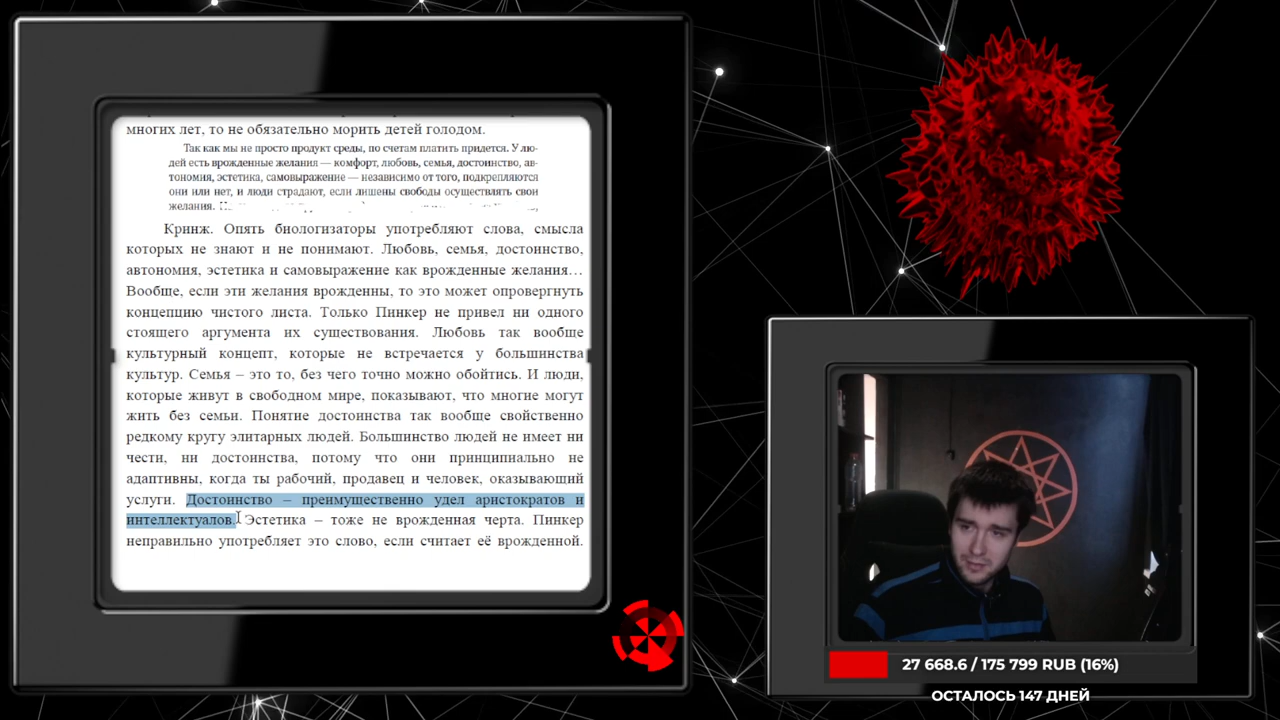 многих лет, то не обязательно морить детей голодом.
Так как мы не просто продукт среды, по счетам платить придется. У лю-
дей есть врожденные желания — комфорт, любовь, семья, достоинство, ав-
тономия, эстетика, самовыражение — независимо от того, подкрепляются
они или нет, и люди страдают, если лишены свободы осуществлять свои
желания.
Кринж. Опять биологизаторы употребляют слова, смысла
которых не знают и не понимают. Любовь, семья, достоинство,
автономия, эстетика и самовыражение как врожденные желания…
Вообще, если эти желания врожденны, то это может опровергнуть
концепцию чистого листа. Только Пинкер не привел ни одного
стоящего аргумента их существования. Любовь так вообще
культурный концепт, которые не встречается у большинства
культур. Семья – это то, без чего точно можно обойтись. И люди,
которые живут в свободном мире, показывают, что многие могут
жить без семьи. Понятие достоинства так вообще свойственно
редкому кругу элитарных людей. Большинство людей не имеет ни
чести, ни достоинства, потому что они принципиально не
адаптивны, когда ты рабочий, продавец и человек, оказывающий
услуги. Достоинство – преимущественно удел аристократов и
интеллектуалов. Эстетика – тоже не врожденная черта. Пинкер
неправильно употребляет это слово, если считает её врожденной.
27 668.6 / 175 799 RUB (16%)
ОСТАЛОСЬ 147 ДНЕЙ